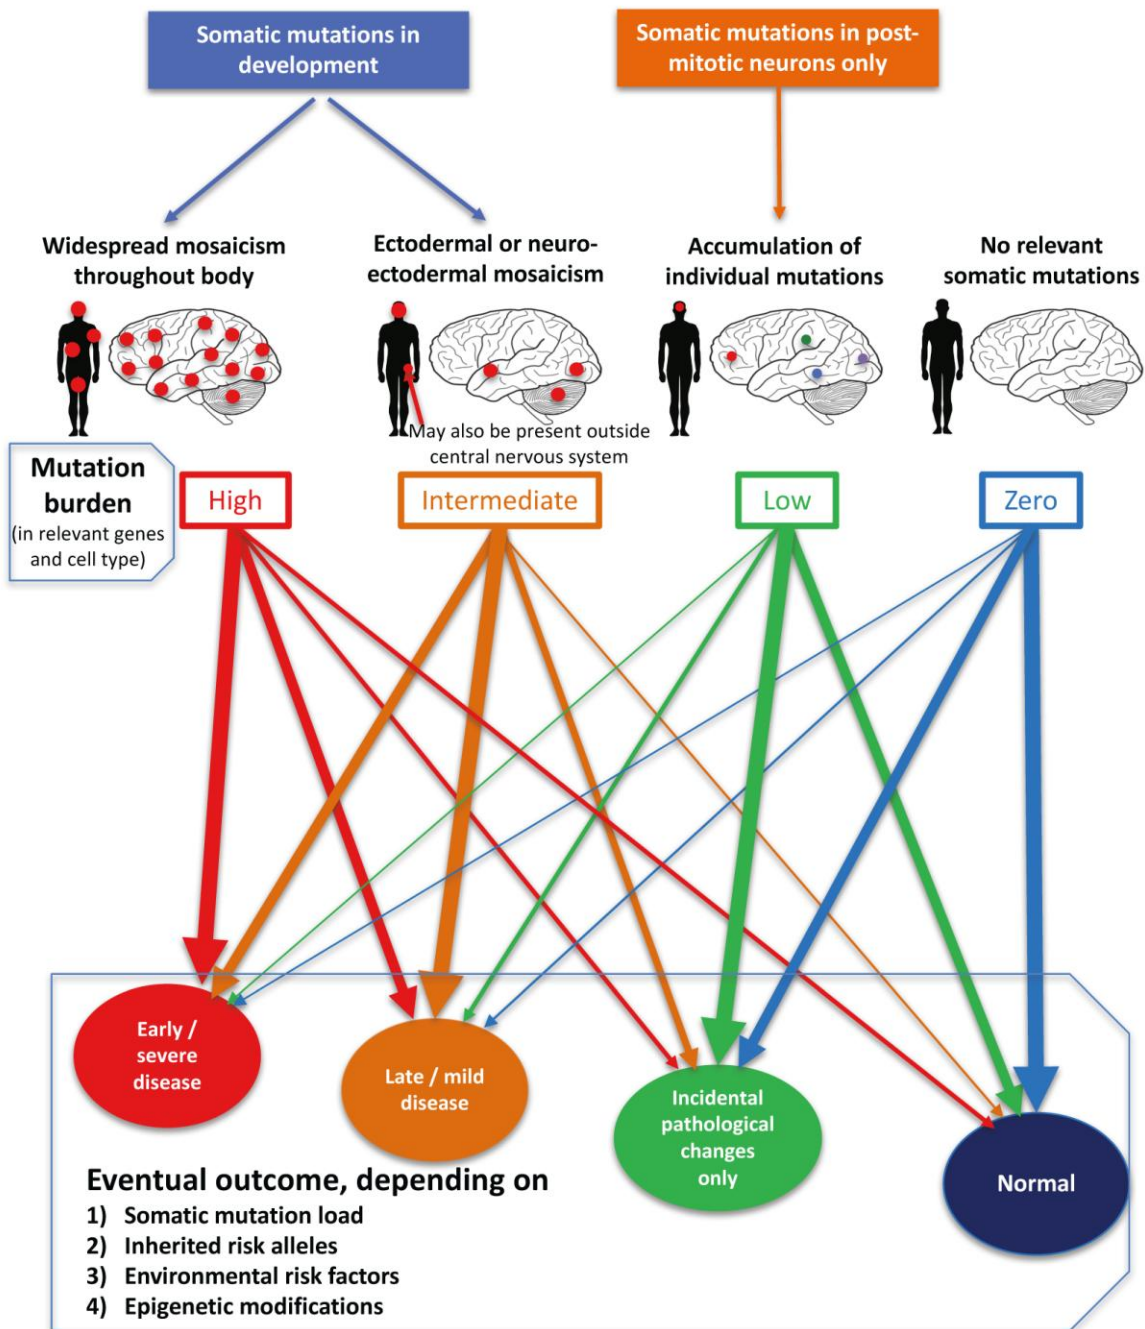 Somatic mutations in
development
Somatic mutations in post-
mitotic neurons only
Widespread mosaicism
throughout body
Ectodermal or neuro-
ectodermal mosaicism
Accumulation of
individual mutations
No relevant
somatic mutations
May also be present outside
central nervous system
Mutation
burden
(in relevant genes
and cell type)
High
Intermediate
Low
Zero
Early /
severe
disease
Late / mild
disease
Incidental
pathological
changes
only
Normal
Eventual outcome, depending on
1) Somatic mutation load
2) Inherited risk alleles
3) Environmental risk factors
4) Epigenetic modifications